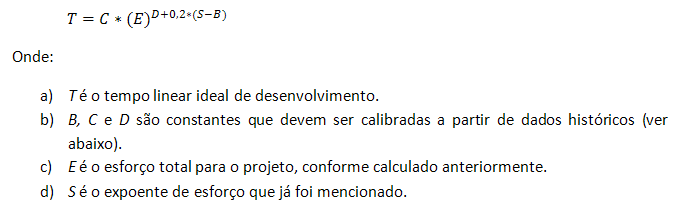 T = C ∗ (E)^{D+0,2∗(S−B)}
Onde:
a) T é o tempo linear ideal de desenvolvimento.
b) B, C e D são constantes que devem ser calibradas a partir de dados históricos (ver
abaixo).
c) E é o esforço total para o projeto, conforme calculado anteriormente.
d) S é o expoente de esforço que já foi mencionado.